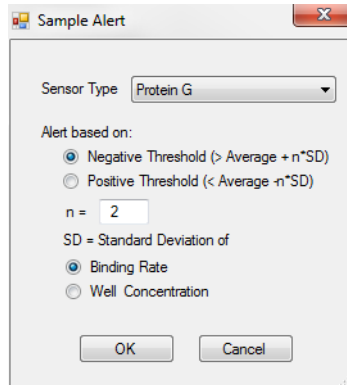 Sample Alert
Sensor Type Protein G
Alert based on:
Negative Threshold (> Average + n*SD)
Positive Threshold (< Average -n*SD)
n = 2
SD = Standard Deviation of
Binding Rate
Well Concentration
OK Cancel